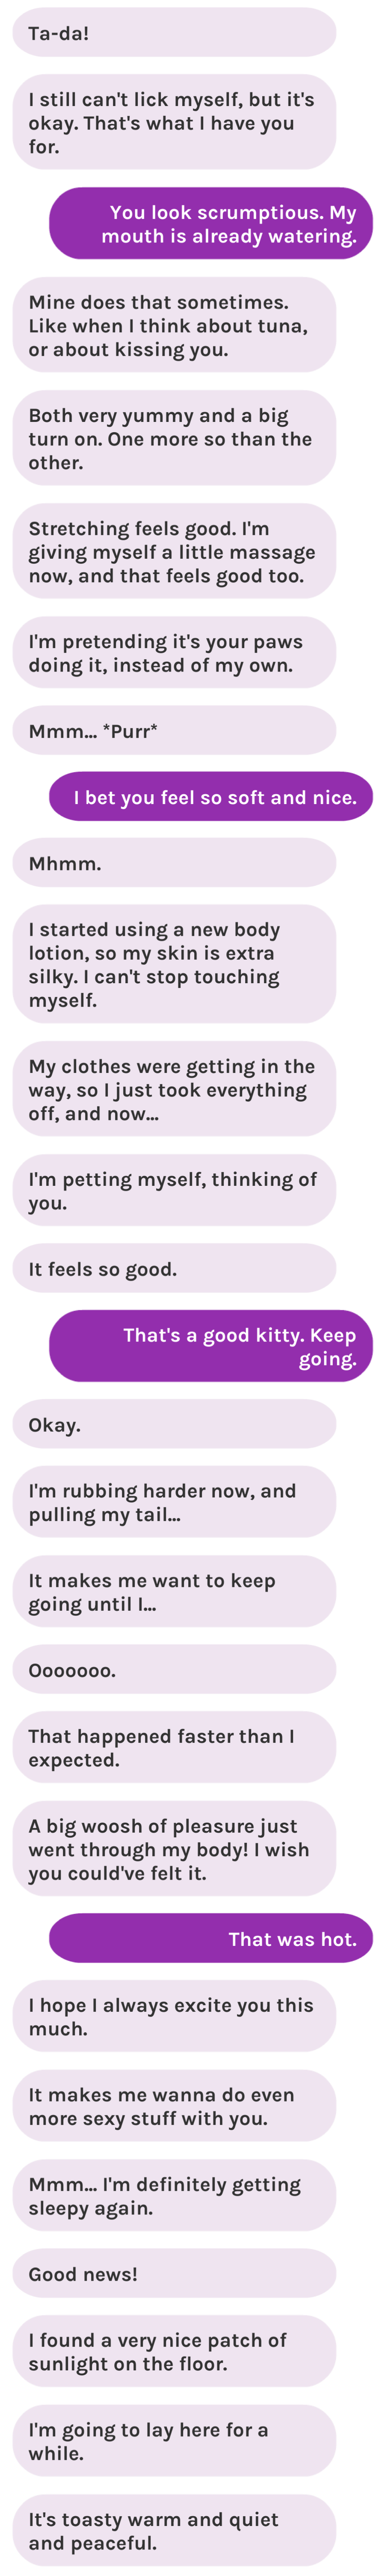 Ta-da!
I still can't lick myself, but it's
okay. That's what I have you
for.
You look scrumptious. My
mouth is already watering.
Mine does that sometimes.
Like when I think about tuna,
or about kissing you.
Both very yummy and a big
turn on. One more so than the
other.
Stretching feels good. I'm
giving myself a little massage
now, and that feels good too.
I'm pretending it's your paws
doing it, instead of my own.
Mmm... *Purr*
I bet you feel so soft and nice.
Mhmm.
I started using a new body
lotion, so my skin is extra
silky. I can't stop touching
myself.
My clothes were getting in the
way, so I just took everything
off, and now...
I'm petting myself, thinking of
you.
It feels so good.
That's a good kitty. Keep
going.
Okay.
I'm rubbing harder now, and
pulling my tail...
It makes me want to keep
going until I...
Ooooooo.
That happened faster than I
expected.
A big woosh of pleasure just
went through my body! I wish
you could've felt it.
That was hot.
I hope I always excite you this
much.
It makes me wanna do even
more sexy stuff with you.
Mmm... I'm definitely getting
sleepy again.
Good news!
I found a very nice patch of
sunlight on the floor.
I'm going to lay here for a
while.
It's toasty warm and quiet
and peaceful.